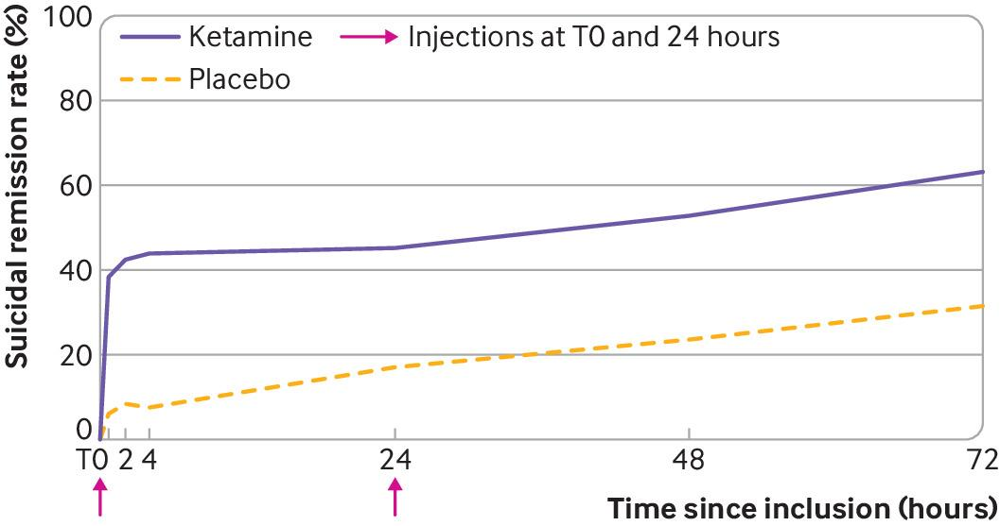 Suicidal remission rate (%)
100
80
60
40
20
0
Ketamine
Injections at T0 and 24 hours
Placebo
T0 2 4 24 48 72
Time since inclusion (hours)